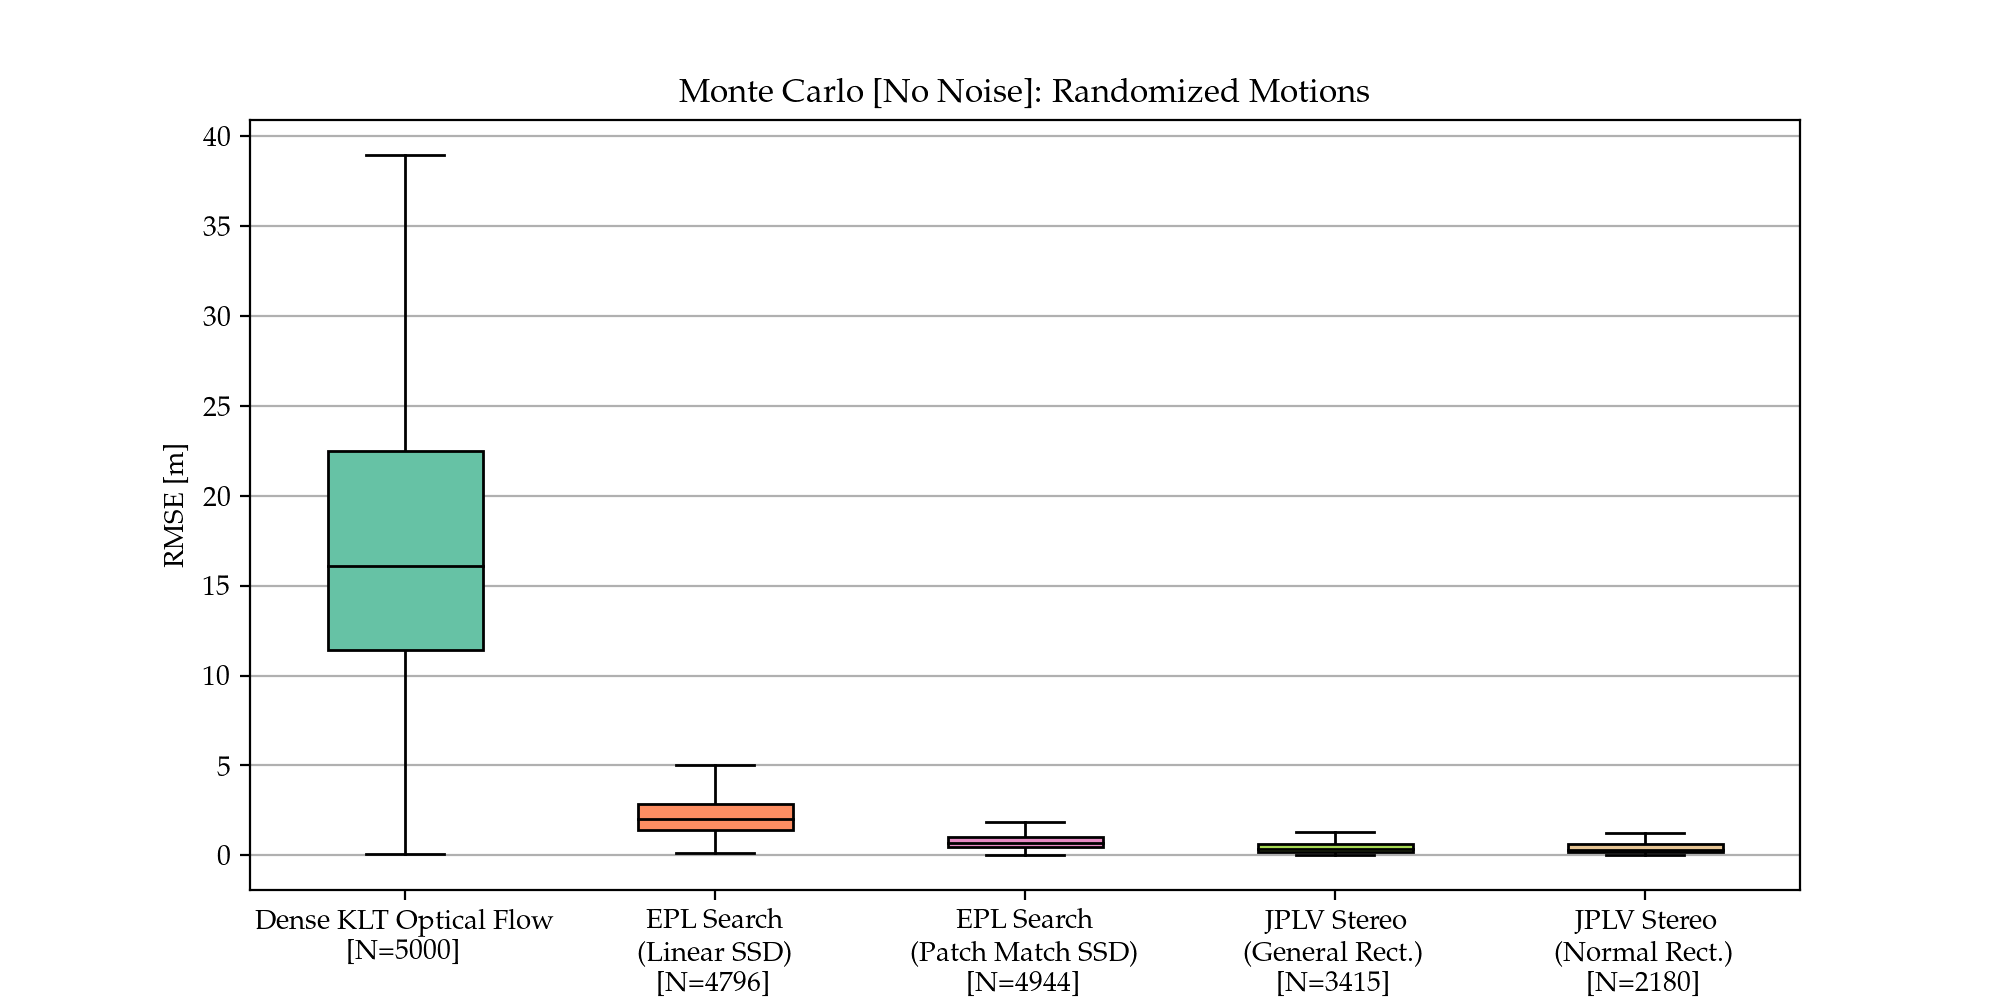 Monte Carlo [No Noise]: Randomized Motions
RMSE [m]
40
35
30
25
20
15
10
5
0
Dense KLT Optical Flow
[N=5000]
EPL Search
(Linear SSD)
[N=4796]
EPL Search
(Patch Match SSD)
[N=4944]
JPLV Stereo
(General Rect.)
[N=3415]
JPLV Stereo
(Normal Rect.)
[N=2180]